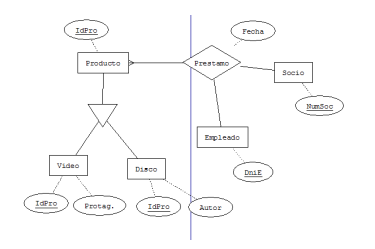 IdPro
Fecha
Producto
Prestamo
Socio
NumSoc
Empleado
Video
Disco
DniE
IdPro
Protag.
IdPro
Autor